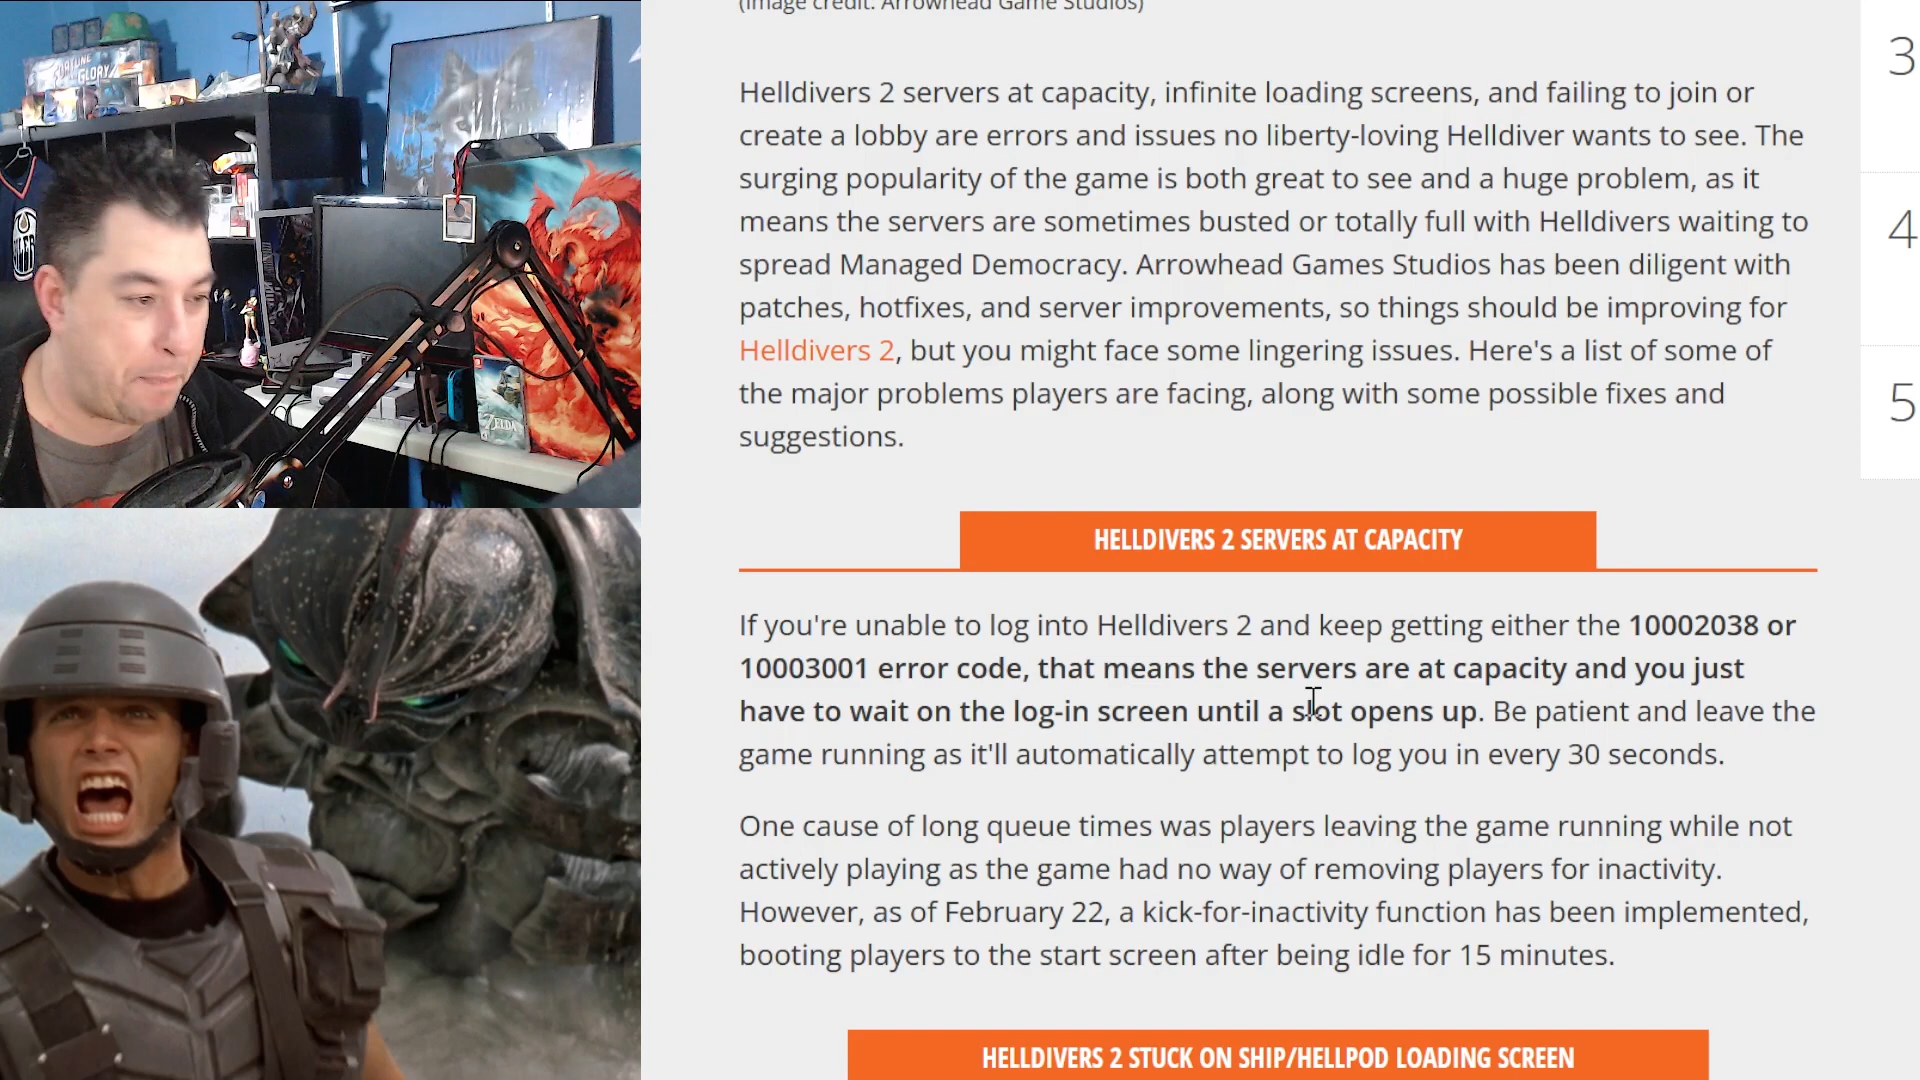 FORTUNE
GLORY
ZELDA
(Image credit: Arrowhead Game Studios)
Helldivers 2 servers at capacity, infinite loading screens, and failing to join or
create a lobby are errors and issues no liberty-loving Helldiver wants to see. The
surging popularity of the game is both great to see and a huge problem, as it
means the servers are sometimes busted or totally full with Helldivers waiting to
spread Managed Democracy. Arrowhead Games Studios has been diligent with
patches, hotfixes, and server improvements, so things should be improving for
Helldivers 2, but you might face some lingering issues. Here's a list of some of
the major problems players are facing, along with some possible fixes and
suggestions.
HELLDIVERS 2 SERVERS AT CAPACITY
If you're unable to log into Helldivers 2 and keep getting either the 10002038 or
10003001 error code, that means the servers are at capacity and you just
have to wait on the log-in screen until a slot opens up. Be patient and leave the
game running as it'll automatically attempt to log you in every 30 seconds.
One cause of long queue times was players leaving the game running while not
actively playing as the game had no way of removing players for inactivity.
However, as of February 22, a kick-for-inactivity function has been implemented,
booting players to the start screen after being idle for 15 minutes.
HELLDIVERS 2 STUCK ON SHIP/HELLPOD LOADING SCREEN
3
4
5